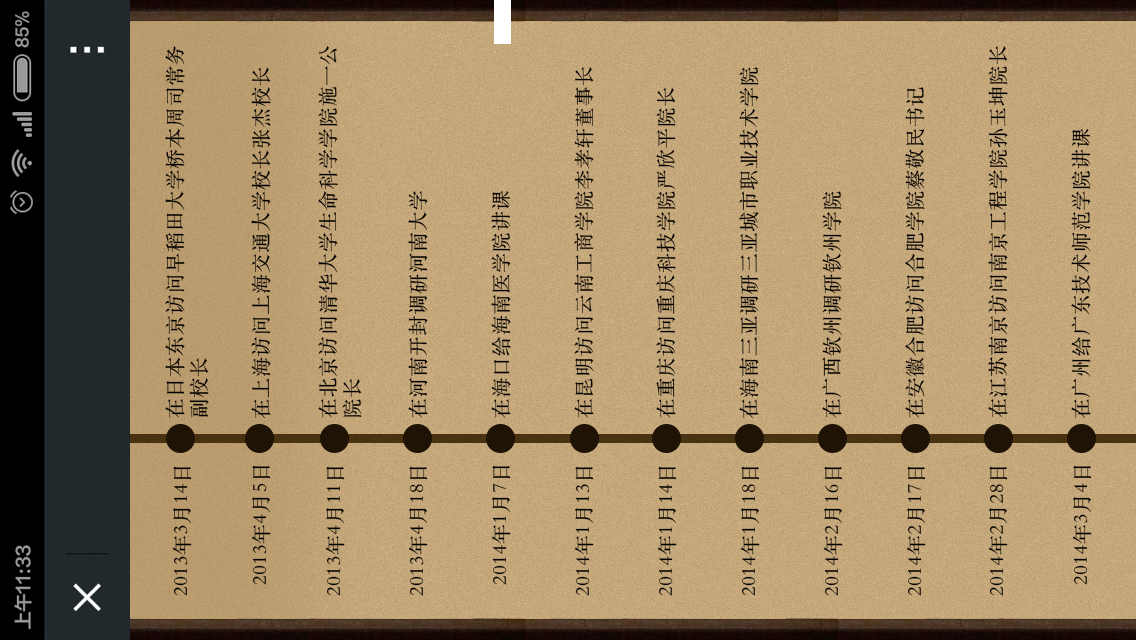 上午11:33
85%
2013年3月14日
在日本东京访问早稻田大学桥本周司常务
副校长
2013年4月5日
在上海访问上海交通大学校长张杰校长
2013年4月11日
在北京访问清华大学生命科学学院施一公
院长
2013年4月18日
在河南开封调研河南大学
2014年1月7日
在海口给海南医学院讲课
2014年1月13日
在昆明访问云南工商学院李孝轩董事长
2014年1月14日
在重庆访问重庆科技学院严欣平院长
2014年1月18日
在海南三亚调研三亚城市职业技术学院
2014年2月16日
在广西钦州调研钦州学院
2014年2月17日
在安徽合肥访问合肥学院蔡敬民书记
2014年2月28日
在江苏南京访问南京工程学院孙玉坤院长
2014年3月4日
在广州给广东技术师范学院讲课